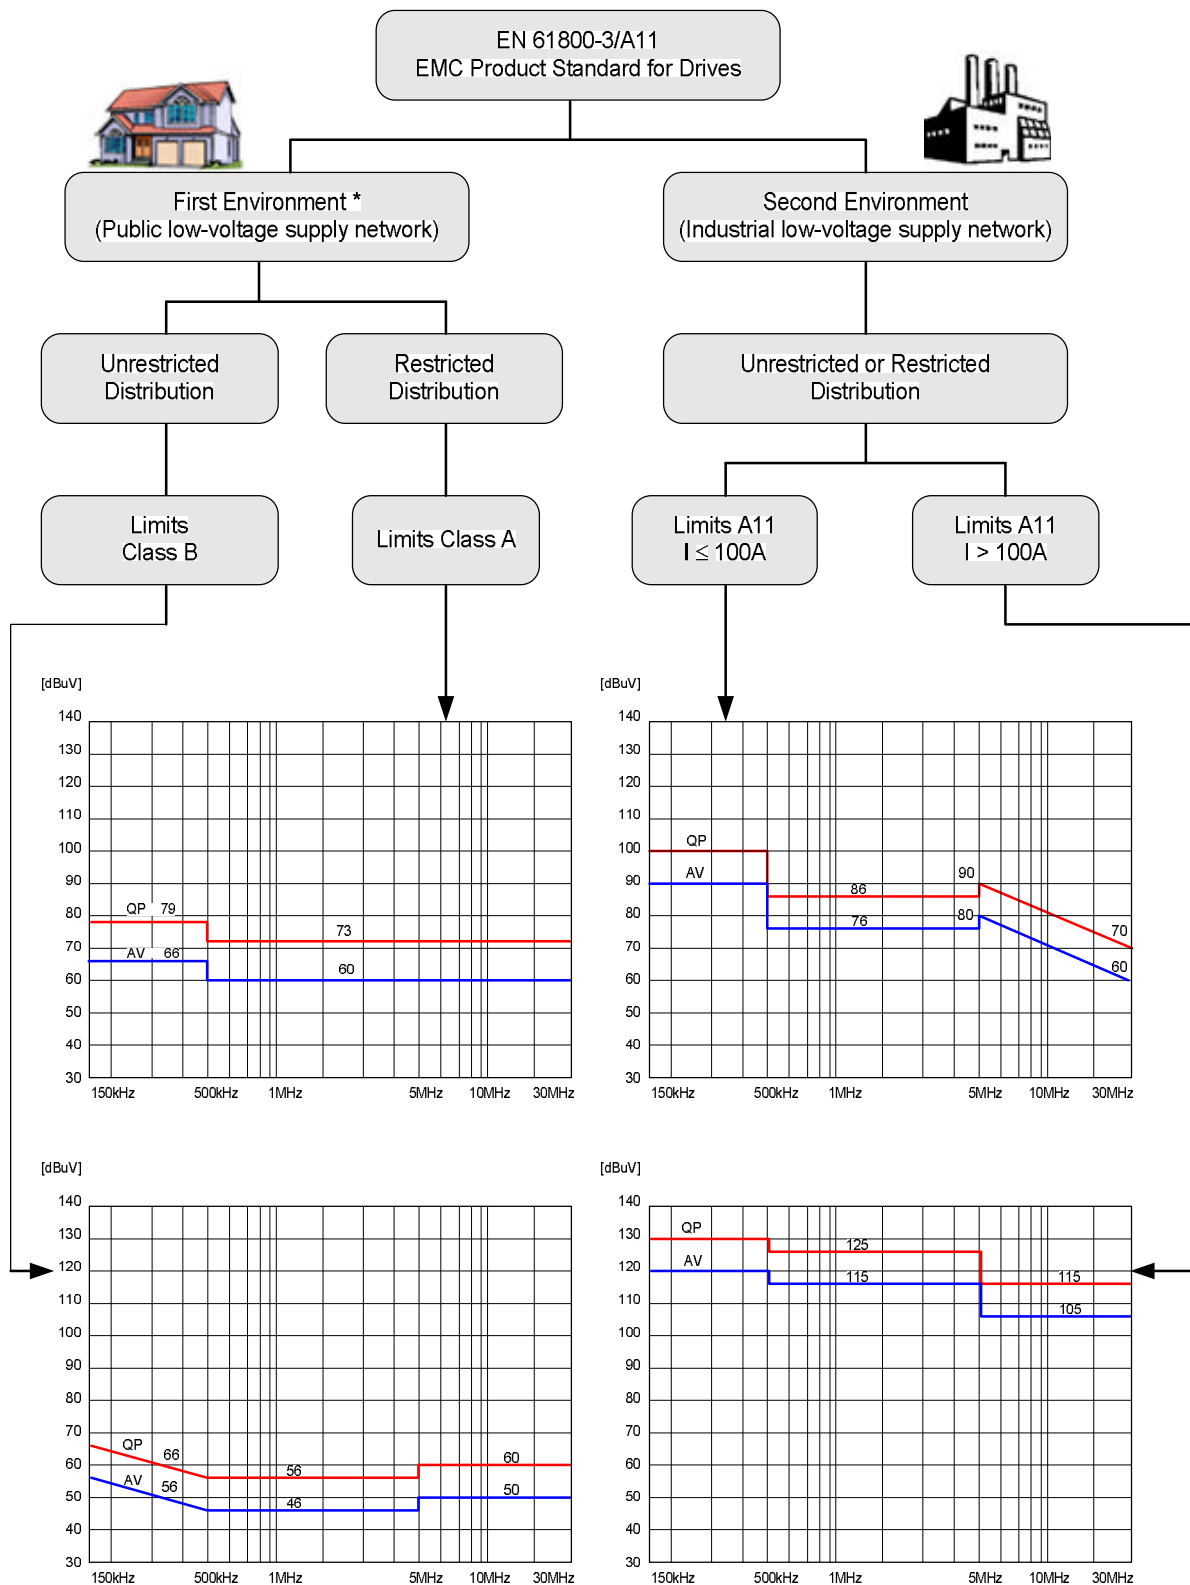 EN 61800-3/A11
EMC Product Standard for Drives
First Environment *
(Public low-voltage supply network)
Second Environment
(Industrial low-voltage supply network)
Unrestricted
Distribution
Restricted
Distribution
Unrestricted or Restricted
Distribution
Limits
Class B
Limits Class A
Limits A11
I ≤ 100A
Limits A11
I > 100A
[dBuV]
140
130
120
110
100
90
80
70
60
50
40
30
QP 79
73
AV 66
60
150kHz 500kHz 1MHz 5MHz 10MHz 30MHz
[dBuV]
140
130
120
110
100
90
80
70
60
50
40
30
QP
AV
86
76
90
80
70
60
150kHz 500kHz 1MHz 5MHz 10MHz 30MHz
[dBuV]
140
130
120
110
100
90
80
70
60
50
40
30
QP 66
56
60
AV 56
46
50
150kHz 500kHz 1MHz 5MHz 10MHz 30MHz
[dBuV]
140
130
120
110
100
90
80
70
60
50
40
30
QP
125
115
AV
115
105
150kHz 500kHz 1MHz 5MHz 10MHz 30MHz